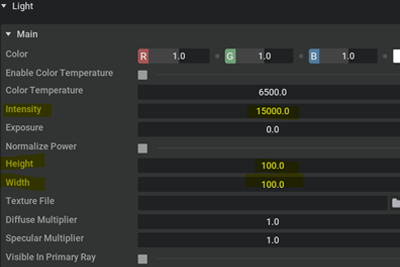 Light
Main
Color R 1.0 G 1.0 B 1.0
Enable Color Temperature
Color Temperature 6500.0
Intensity 15000.0
Exposure 0.0
Normalize Power
Height 100.0
Width 100.0
Texture File
Diffuse Multiplier 1.0
Specular Multiplier 1.0
Visible In Primary Ray